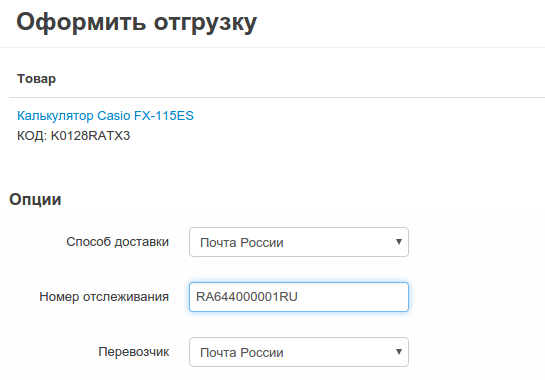 Оформить отгрузку
Товар
Калькулятор Casio FX-115ES
КОД: K0128RATX3
Опции
Способ доставки Почта России
Номер отслеживания RA644000001RU
Перевозчик Почта России